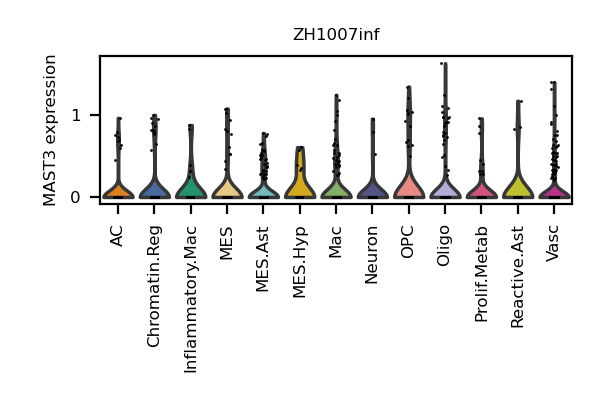 ZH1007inf
MAST3 expression
1
0
AC
Chromatin.Reg
Inflammatory.Mac
MES
MES.Ast
MES.Hyp
Mac
Neuron
OPC
Oligo
Prolif.Metab
Reactive.Ast
Vasc